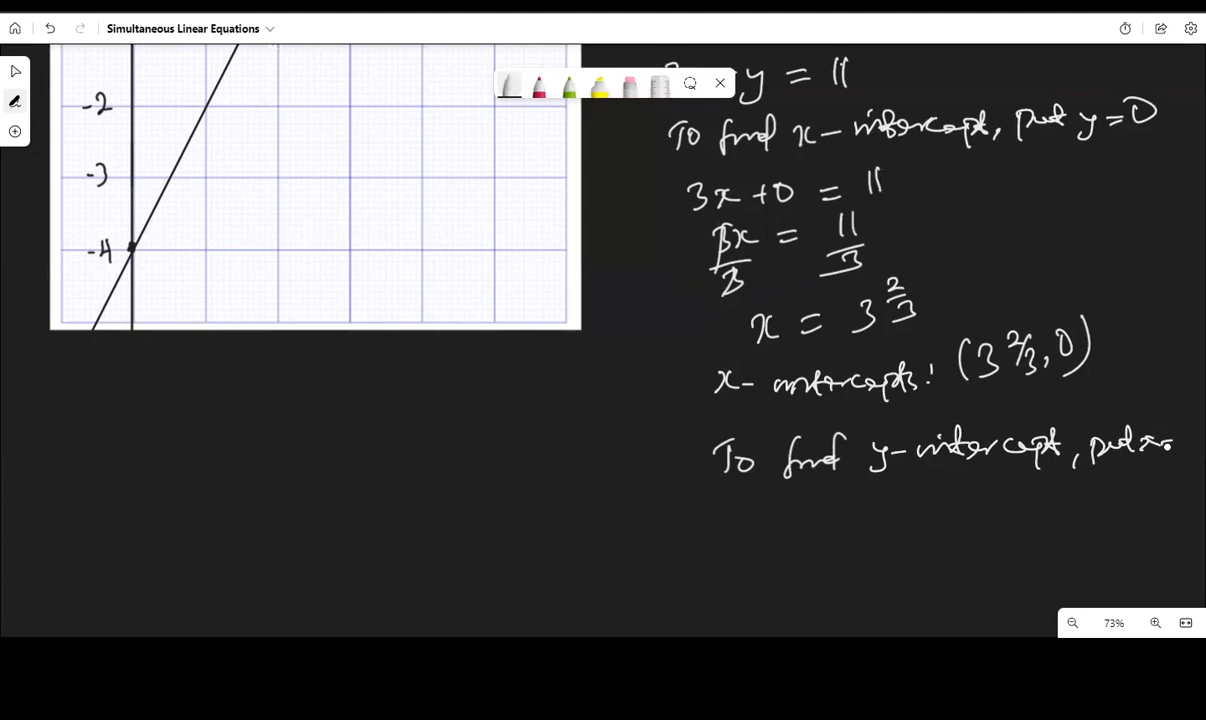 Simultaneous Linear Equations
-2
-3
-4
y = 11
To find x-intercept, put y=0
3x+0 = 11
3x/3 = 11/3
x = 3 2/3
x-intercepts: (3 2/3, 0)
To find y-intercept, put x=
73%